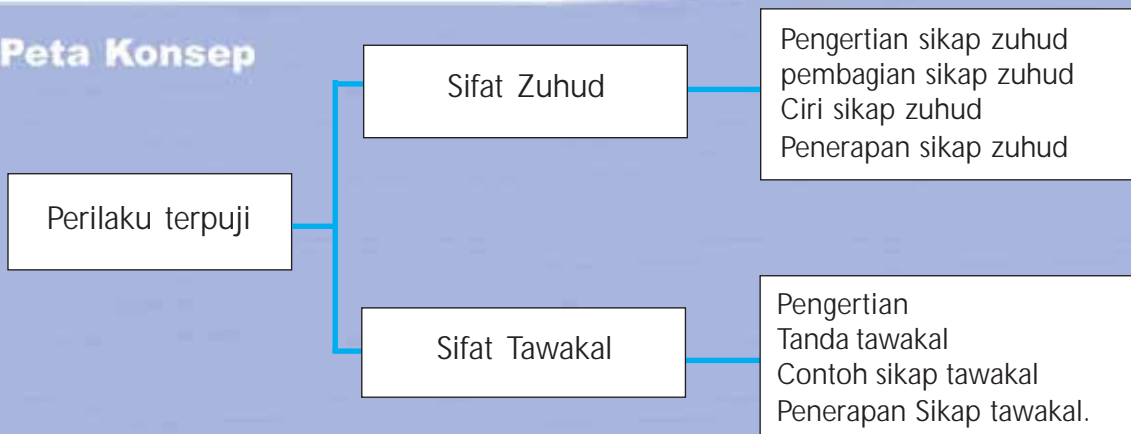 Peta Konsep
Perilaku terpuji
Sifat Zuhud
Pengertian sikap zuhud
pembagian sikap zuhud
Ciri sikap zuhud
Penerapan sikap zuhud
Sifat Tawakal
Pengertian
Tanda tawakal
Contoh sikap tawakal
Penerapan Sikap tawakal.